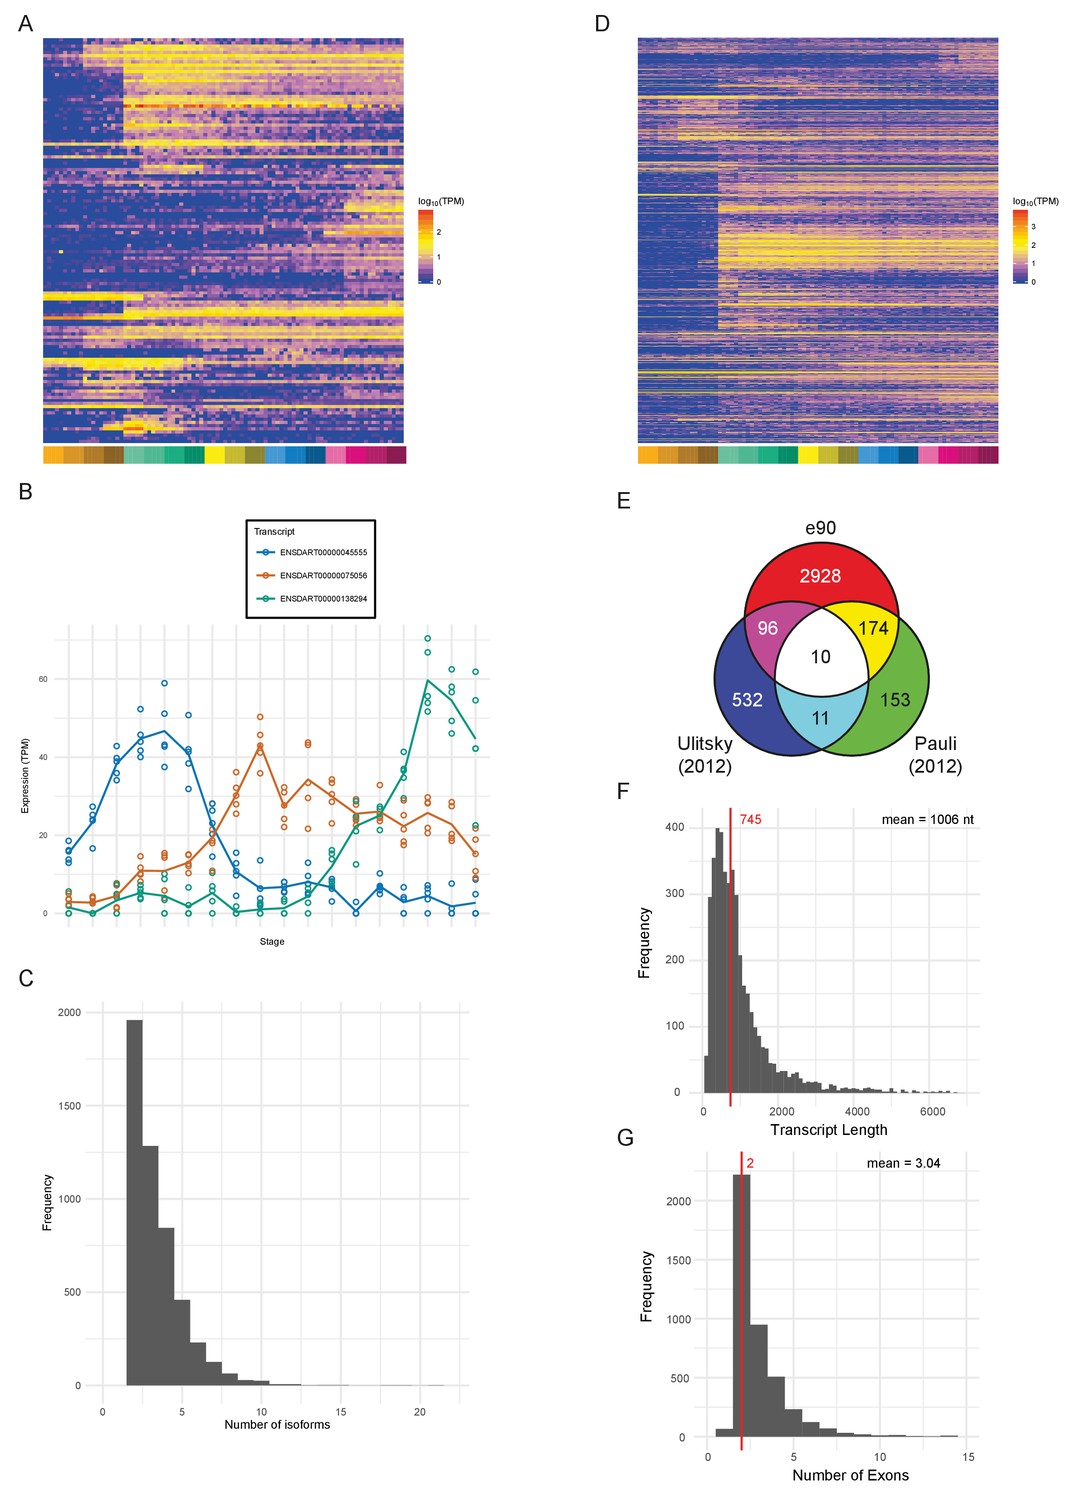 A
log10(TPM)
2
1
0
B
Transcript
ENSDART00000045555
ENSDART00000075056
ENSDART00000138294
60
40
20
0
Expression (TPM)
Stage
C
2000
1500
1000
500
0
Frequency
0 5 10 15 20
Number of isoforms
D
log10(TPM)
3
2
1
0
E
e90
2928
96
174
10
532
153
11
Ulitsky
(2012)
Pauli
(2012)
F
745
mean = 1006 nt
400
300
200
100
0
Frequency
0 2000 4000 6000
Transcript Length
G
2
mean = 3.04
2000
1500
1000
500
0
Frequency
0 5 10 15
Number of Exons